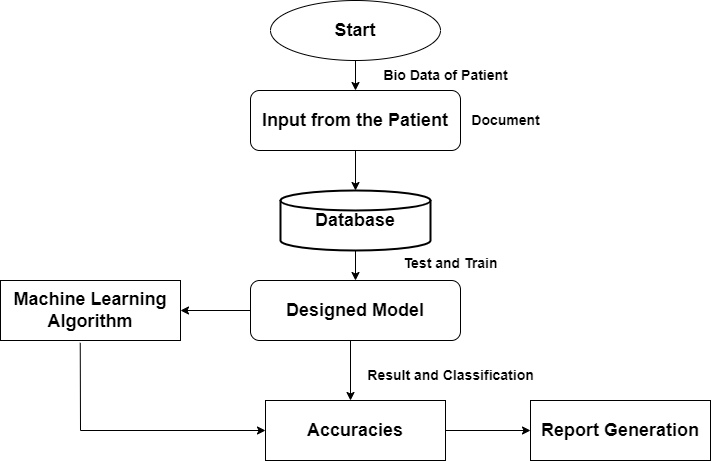 Start
Bio Data of Patient
Input from the Patient
Document
Database
Test and Train
Machine Learning
Algorithm
Designed Model
Result and Classification
Accuracies
Report Generation